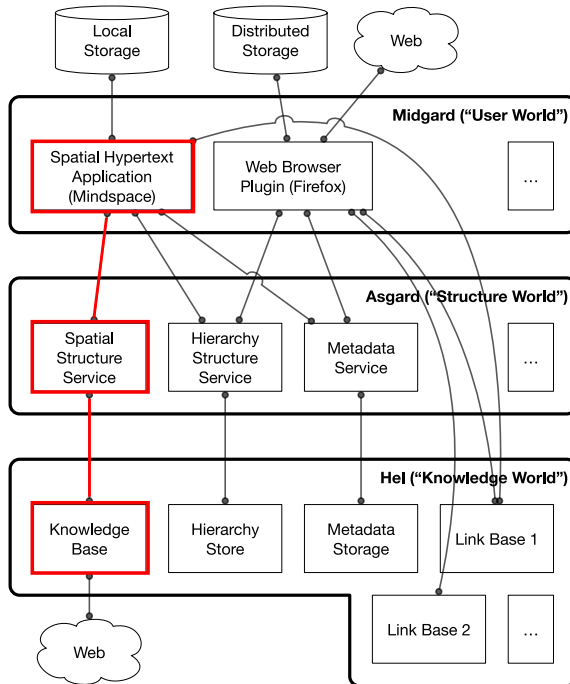 Local
Storage
Distributed
Storage
Web
Midgard (“User World”)
Spatial Hypertext
Application
(Mindspace)
Web Browser
Plugin (Firefox)
...
Asgard (“Structure World”)
Spatial
Structure
Service
Hierarchy
Structure
Service
Metadata
Service
...
Hel (“Knowledge World”)
Knowledge
Base
Hierarchy
Store
Metadata
Storage
Link Base 1
Web
Link Base 2
...